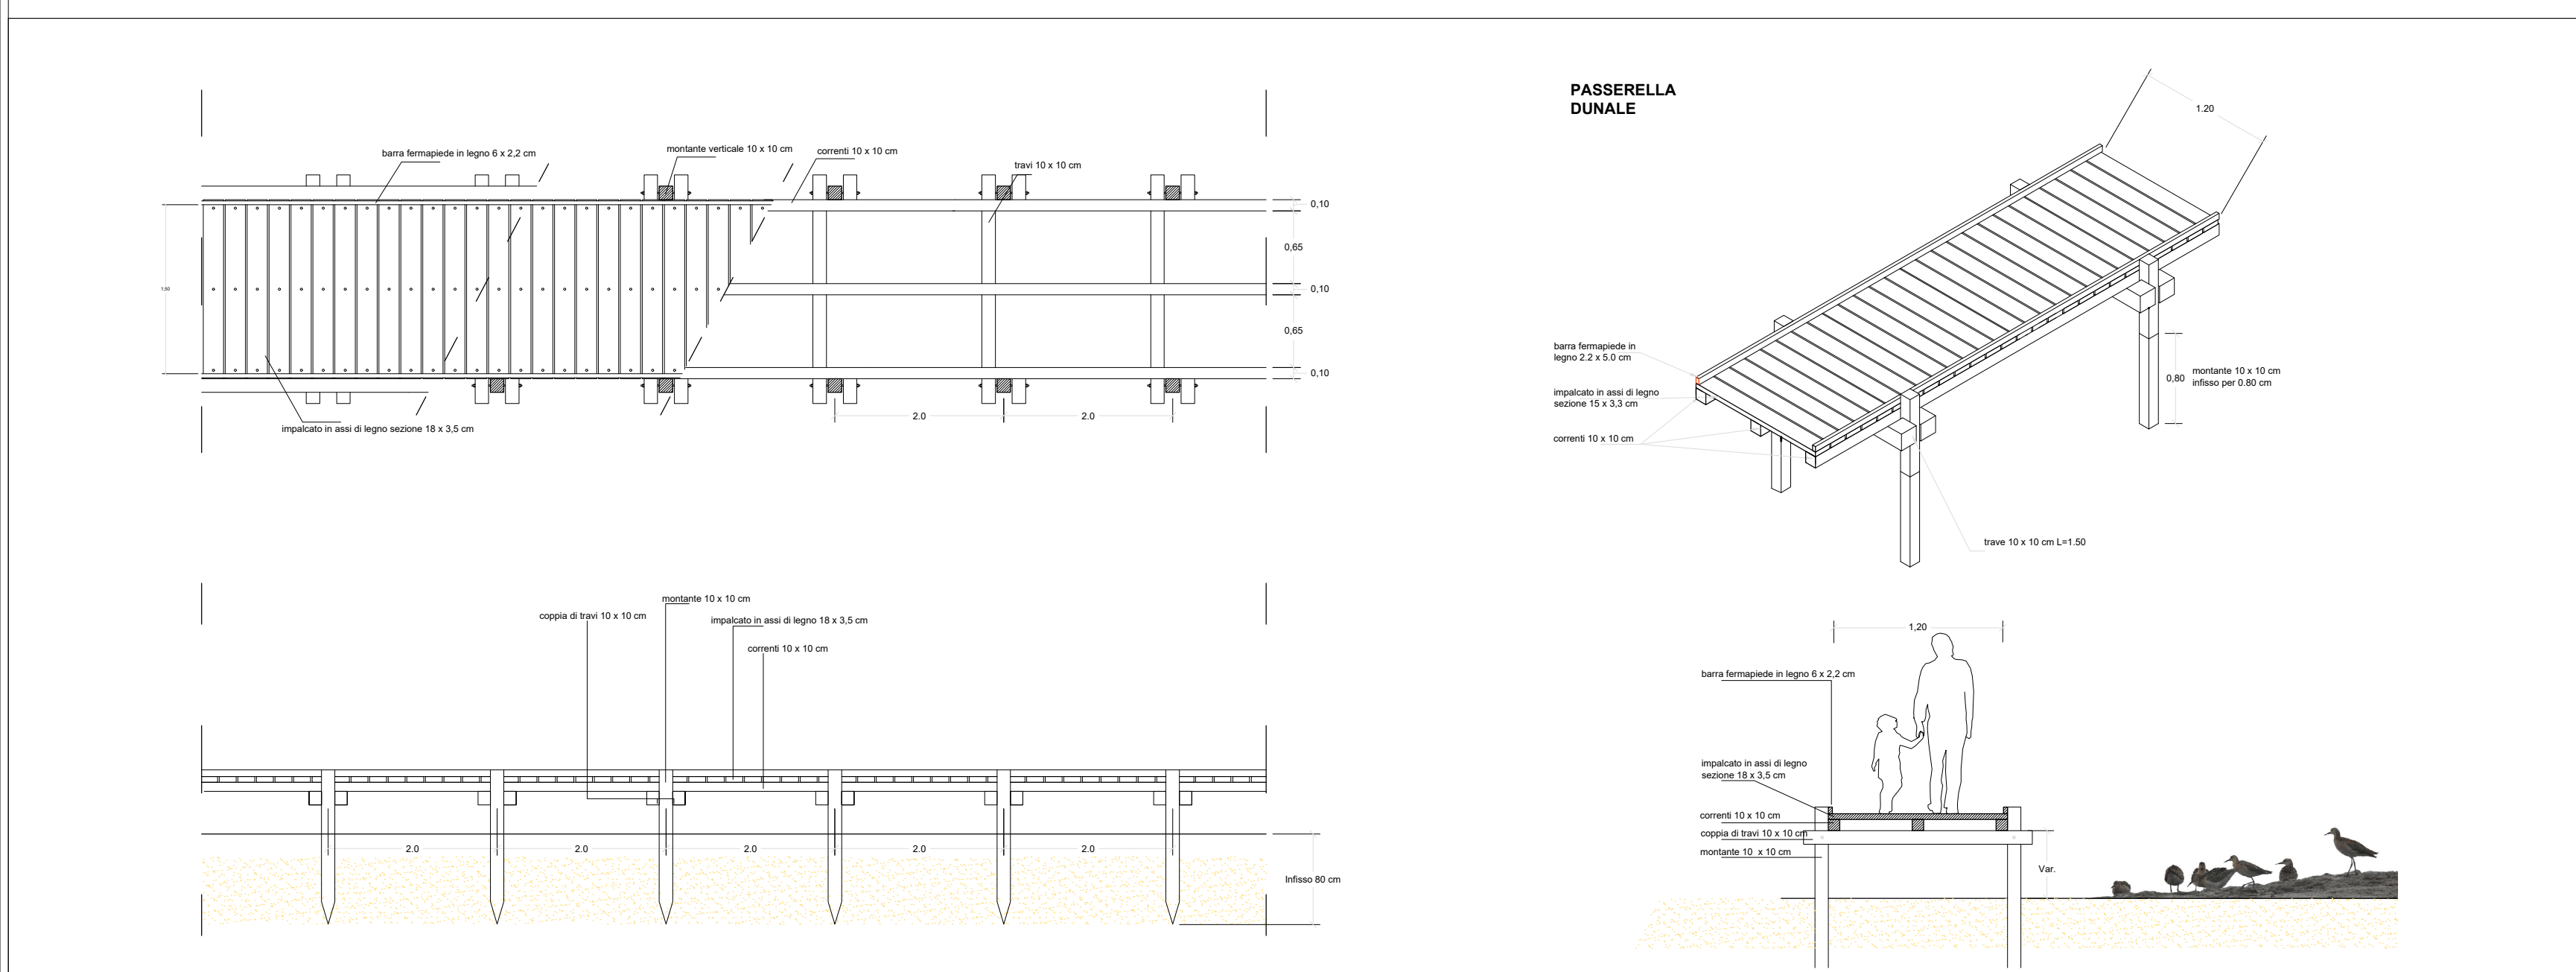 PASSERELLA
DUNALE
barra fermapiede in legno 6 x 2,2 cm
montante verticale 10 x 10 cm
correnti 10 x 10 cm
travi 10 x 10 cm
0,10
0,65
0,10
0,65
0,10
1,50
2.0
2.0
impalcato in assi di legno sezione 18 x 3,5 cm
1.20
barra fermapiede in
legno 2.2 x 5.0 cm
impalcato in assi di legno
sezione 15 x 3,3 cm
correnti 10 x 10 cm
0,80
montante 10 x 10 cm
infisso per 0.80 cm
trave 10 x 10 cm L=1.50
montante 10 x 10 cm
coppia di travi 10 x 10 cm
impalcato in assi di legno 18 x 3,5 cm
correnti 10 x 10 cm
2.0
2.0
2.0
2.0
2.0
Infisso 80 cm
1,20
barra fermapiede in legno 6 x 2,2 cm
impalcato in assi di legno
sezione 18 x 3,5 cm
correnti 10 x 10 cm
coppia di travi 10 x 10 cm
montante 10 x 10 cm
Var.